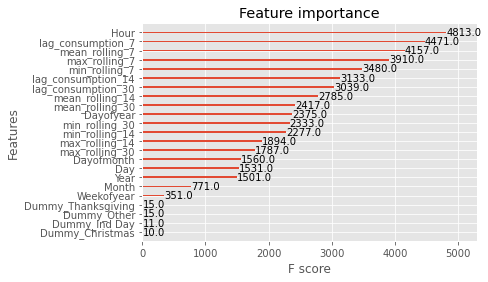 Feature importance
Features
Hour 4813.0
lag_consumption_7 4471.0
mean_rolling_7 4157.0
max_rolling_7 3910.0
min_rolling_7 3480.0
lag_consumption_14 3133.0
lag_consumption_30 3039.0
mean_rolling_14 2785.0
mean_rolling_30 2417.0
Dayofyear 2375.0
min_rolling_30 2333.0
min_rolling_14 2277.0
max_rolling_14 1894.0
max_rolling_30 1787.0
Dayofmonth 1560.0
Day 1531.0
Year 1501.0
Month 771.0
Weekofyear 351.0
Dummy_Thanksgiving 15.0
Dummy_Other 15.0
Dummy_Ind Day 11.0
Dummy_Christmas 10.0
0 1000 2000 3000 4000 5000
F score